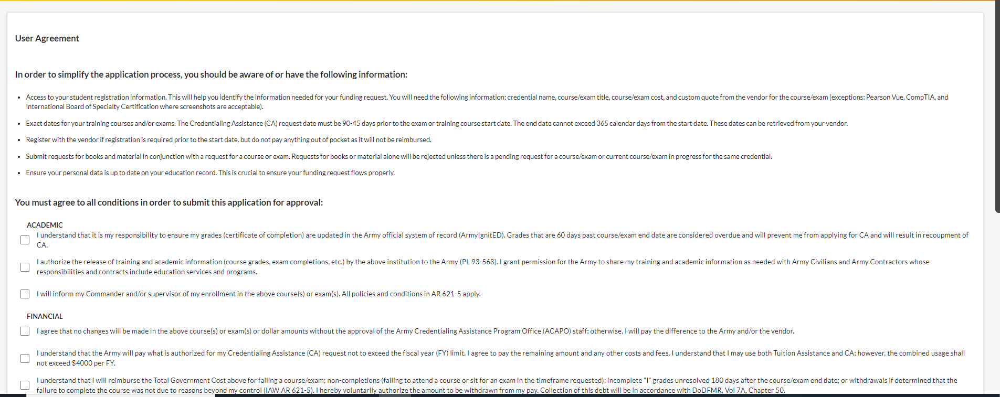 User Agreement
In order to simplify the application process, you should be aware of or have the following information:
• Access to your student registration information. This will help you identify the information needed for your funding request. You will need the following information: credential name, course/exam title, course/exam cost, and custom quote from the vendor for the course/exam (exceptions: Pearson Vue, CompTIA, and
International Board of Specialty Certification where screenshots are acceptable).
• Exact dates for your training courses and/or exams. The Credentialing Assistance (CA) request date must be 90-45 days prior to the exam or training course start date. The end date cannot exceed 365 calendar days from the start date. These dates can be retrieved from your vendor.
• Register with the vendor if registration is required prior to the start date, but do not pay anything out of pocket as it will not be reimbursed.
• Submit requests for books and material in conjunction with a request for a course or exam. Requests for books or material alone will be rejected unless there is a pending request for a course/exam or current course/exam in progress for the same credential.
• Ensure your personal data is up to date on your education record. This is crucial to ensure your funding request flows properly.
You must agree to all conditions in order to submit this application for approval:
ACADEMIC
I understand that it is my responsibility to ensure my grades (certificate of completion) are updated in the Army official system of record (ArmyIgnitED). Grades that are 60 days past course/exam end date are considered overdue and will prevent me from applying for CA and will result in recoupment of
CA.
I authorize the release of training and academic information (course grades, exam completions, etc.) by the above institution to the Army (PL 93-568). I grant permission for the Army to share my training and academic information as needed with Army Civilians and Army Contractors whose
responsibilities and contracts include education services and programs.
I will inform my Commander and/or supervisor of my enrollment in the above course(s) or exam(s). All policies and conditions in AR 621-5 apply.
FINANCIAL
I agree that no changes will be made in the above course(s) or exam(s) or dollar amounts without the approval of the Army Credentialing Assistance Program Office (ACAPO) staff; otherwise, I will pay the difference to the Army and/or the vendor.
I understand that the Army will pay what is authorized for my Credentialing Assistance (CA) request not to exceed the fiscal year (FY) limit. I agree to pay the remaining amount and any other costs and fees. I understand that I may use both Tuition Assistance and CA; however, the combined usage shall
not exceed $4000 per FY.
I understand that I will reimburse the Total Government Cost above for failing a course/exam; non-completions (failing to attend a course or sit for an exam in the timeframe requested); incomplete "I" grades unresolved 180 days after the course/exam end date; or withdrawals if determined that the
failure to complete the course was not due to reasons beyond my control (IAW AR 621-5). I hereby voluntarily authorize the amount to be withdrawn from my pay. Collection of this debt will be in accordance with DoDFMR, Vol 7A, Chapter 50.